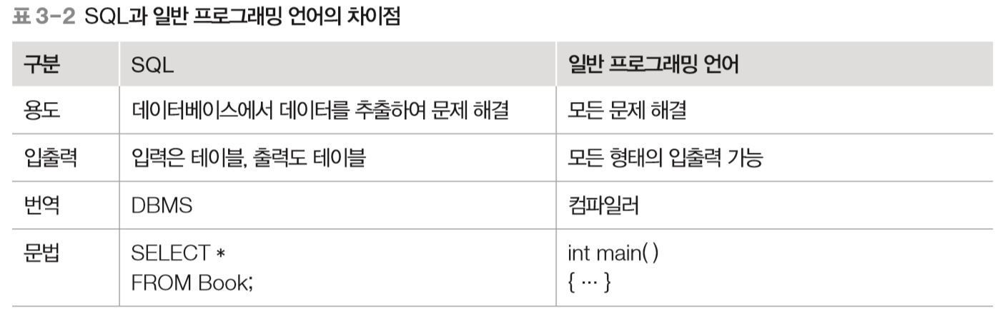 표 3-2 SQL과 일반 프로그래밍 언어의 차이점
구분 SQL 일반 프로그래밍 언어
용도 데이터베이스에서 데이터를 추출하여 문제 해결 모든 문제 해결
입출력 입력은 테이블, 출력도 테이블 모든 형태의 입출력 가능
번역 DBMS 컴파일러
문법 SELECT * int main( )
FROM Book; { ··· }